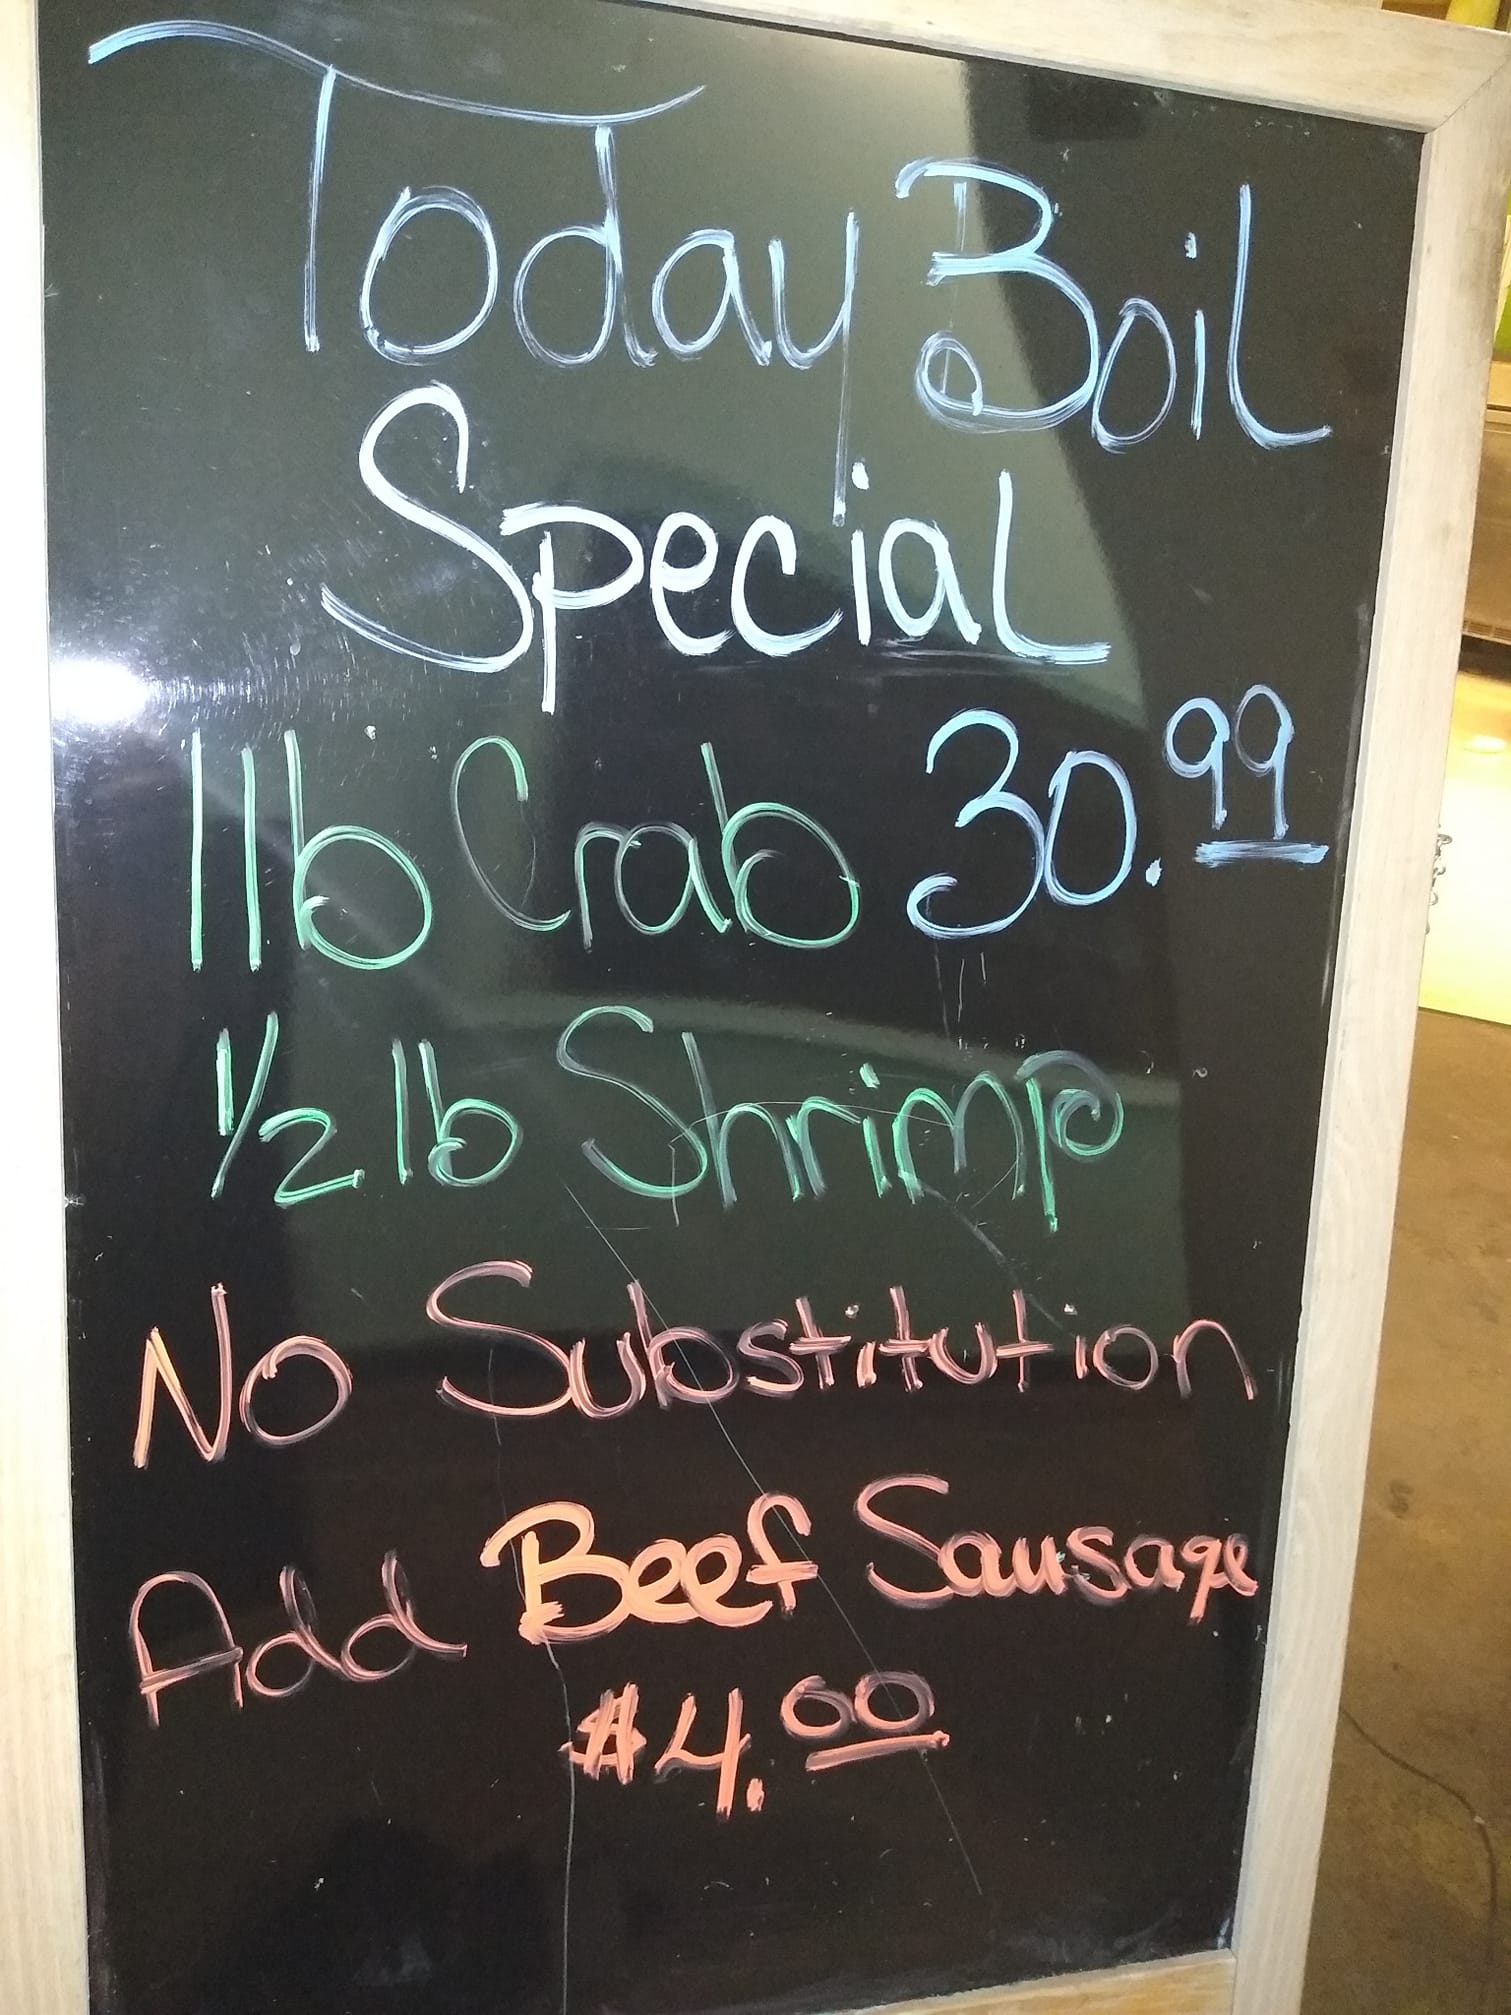 Today Boil
Special
1lb Crab 30.99
1/2 lb Shrimp
No Substitution
Add Beef Sausage
$4.00